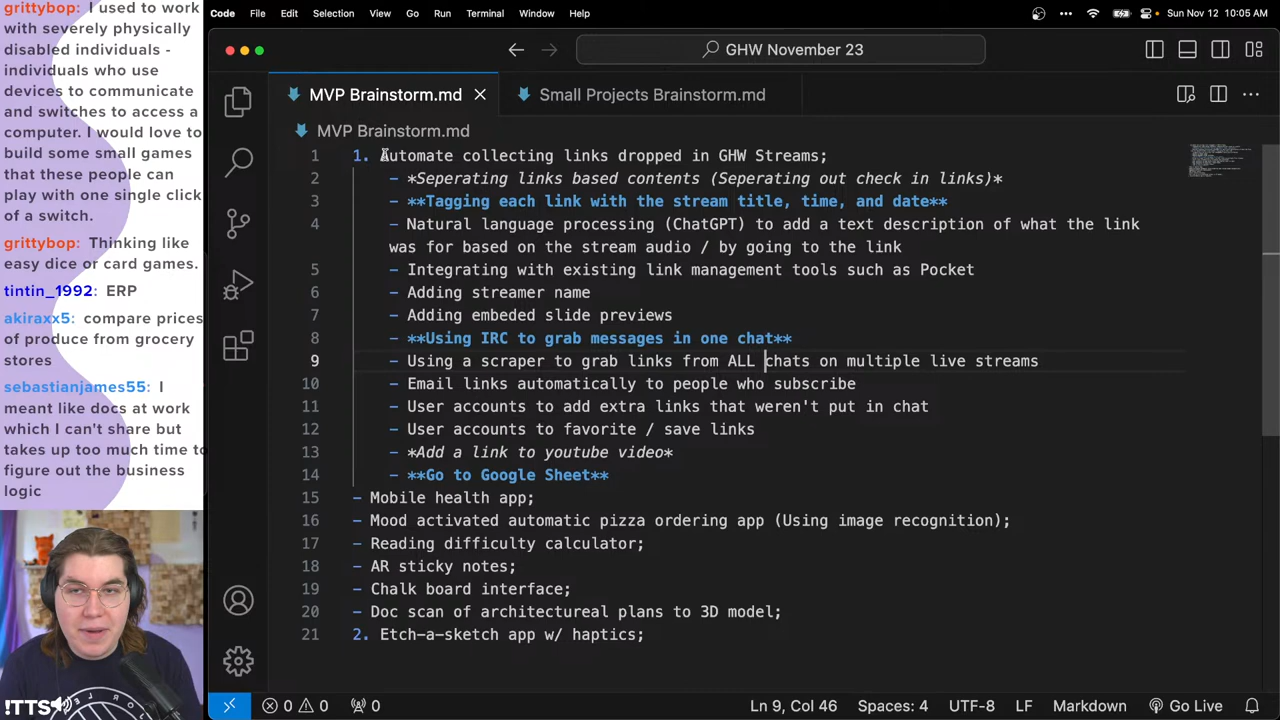 grittybop: I used to work
with severely physically
disabled individuals -
individuals who use
devices to communicate
and switches to access a
computer. I would love to
build some small games
that these people can
play with one single click
of a switch.
grittybop: Thinking like
easy dice or card games.
tintin_1992: ERP
akiraxx5: compare prices
of produce from grocery
stores
sebastianjames55: I
meant like docs at work
which I can't share but
takes up too much time to
figure out the business
logic
!TTS
Code File Edit Selection View Go Run Terminal Window Help Sun Nov 12 10:05 AM
GHW November 23
MVP Brainstorm.md Small Projects Brainstorm.md
MVP Brainstorm.md
1 1. Automate collecting links dropped in GHW Streams;
2 - *Seperating links based contents (Seperating out check in links)*
3 - **Tagging each link with the stream title, time, and date**
4 - Natural language processing (ChatGPT) to add a text description of what the link
was for based on the stream audio / by going to the link
5 - Integrating with existing link management tools such as Pocket
6 - Adding streamer name
7 - Adding embeded slide previews
8 - **Using IRC to grab messages in one chat**
9 - Using a scraper to grab links from ALL chats on multiple live streams
10 - Email links automatically to people who subscribe
11 - User accounts to add extra links that weren't put in chat
12 - User accounts to favorite / save links
13 - *Add a link to youtube video*
14 - **Go to Google Sheet**
15 - Mobile health app;
16 - Mood activated automatic pizza ordering app (Using image recognition);
17 - Reading difficulty calculator;
18 - AR sticky notes;
19 - Chalk board interface;
20 - Doc scan of architectureal plans to 3D model;
21 2. Etch-a-sketch app w/ haptics;
0 0 0 Ln 9, Col 46 Spaces: 4 UTF-8 LF Markdown Go Live